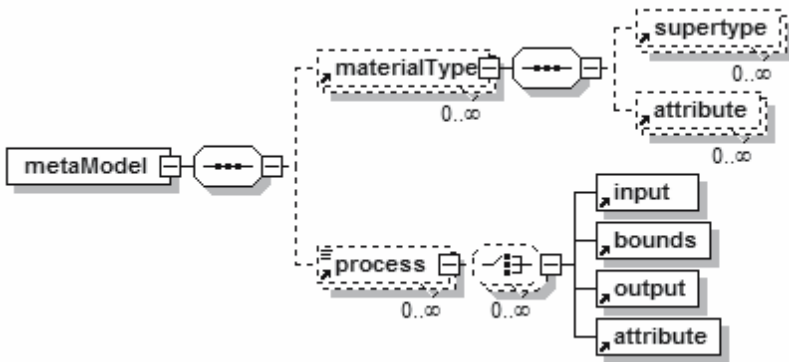 supertype
0..∞
materialType
0..∞
attribute
0..∞
metaModel
input
bounds
process
0..∞
0..∞
output
attribute